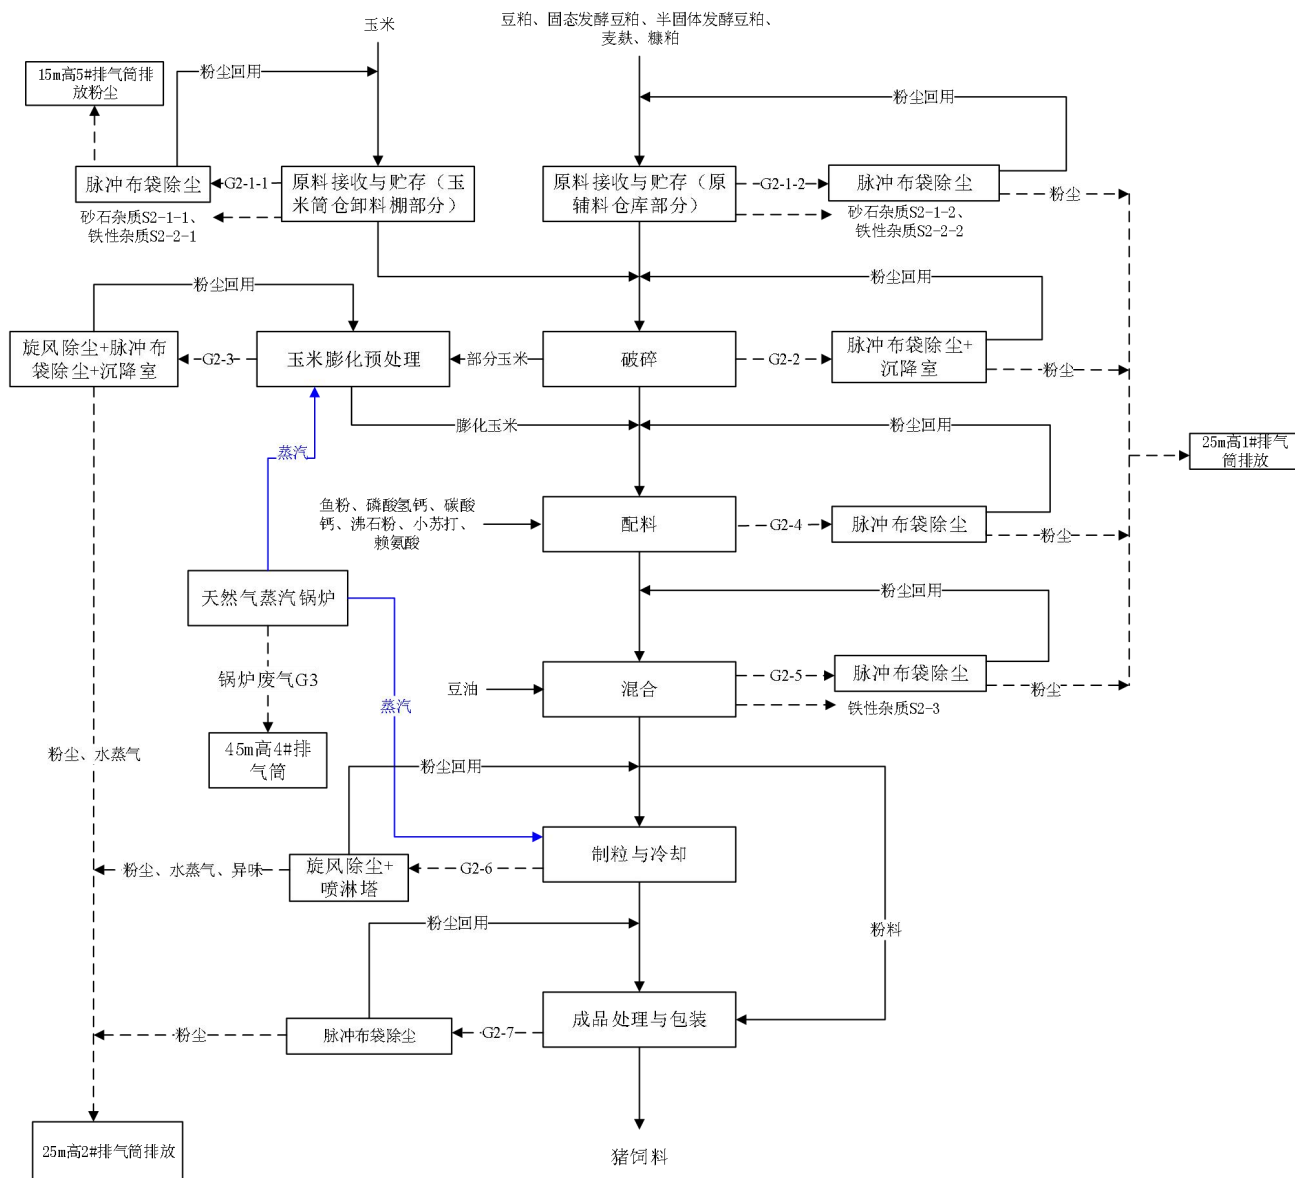 玉米
豆粕、固态发酵豆粕、半固体发酵豆粕、
麦麸、糠粕
15m高5#排气筒排
放粉尘
粉尘回用
粉尘回用
脉冲布袋除尘
G2-1-1
原料接收与贮存（玉
米筒仓卸料棚部分）
原料接收与贮存（原
辅料仓库部分）
G2-1-2
脉冲布袋除尘
粉尘
砂石杂质S2-1-1、
铁性杂质S2-2-1
砂石杂质S2-1-2、
铁性杂质S2-2-2
粉尘回用
粉尘回用
旋风除尘+脉冲布
袋除尘+沉降室
G2-3
玉米膨化预处理
部分玉米
破碎
G2-2
脉冲布袋除尘+
沉降室
粉尘
膨化玉米
粉尘回用
蒸汽
25m高1#排气
筒排放
鱼粉、磷酸氢钙、碳酸
钙、沸石粉、小苏打、
赖氨酸
配料
G2-4
脉冲布袋除尘
粉尘
天然气蒸汽锅炉
粉尘回用
锅炉废气G3
豆油
混合
G2-5
脉冲布袋除尘
粉尘
蒸汽
铁性杂质S2-3
45m高4#排
气筒
粉尘、水蒸气
粉尘回用
制粒与冷却
粉尘、水蒸气、异味
旋风除尘+
喷淋塔
G2-6
粉尘回用
粉料
成品处理与包装
粉尘
脉冲布袋除尘
G2-7
25m高2#排气筒排放
猪饲料